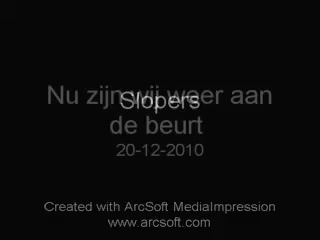 Nu zijn wij weer aan
Slopers
de beurt
20-12-2010
Created with ArcSoft MediaImpression
www.arcsoft.com